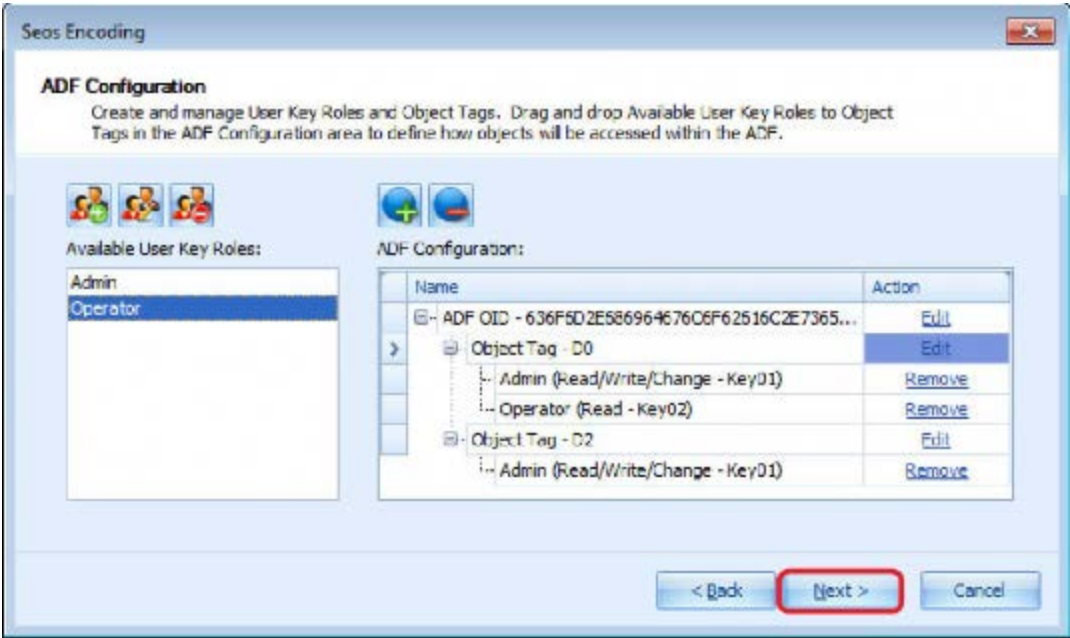 Seos Encoding
ADF Configuration
Create and manage User Key Roles and Object Tags. Drag and drop Available User Key Roles to Object
Tags in the ADF Configuration area to define how objects will be accessed within the ADF.
Available User Key Roles:
ADF Configuration:
Admin
Operator
Name Action
ADF OID - 636F6D2E686964676C6F62616C2E7365... Edit
Object Tag - D0 Edit
Admin (Read/Write/Change - Key01) Remove
Operator (Read - Key02) Remove
Object Tag - D2 Edit
Admin (Read/Write/Change - Key01) Remove
< Back Next > Cancel